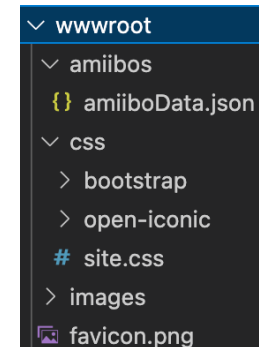 wwwroot
amiibos
{} amiiboData.json
css
bootstrap
open-iconic
# site.css
images
favicon.png